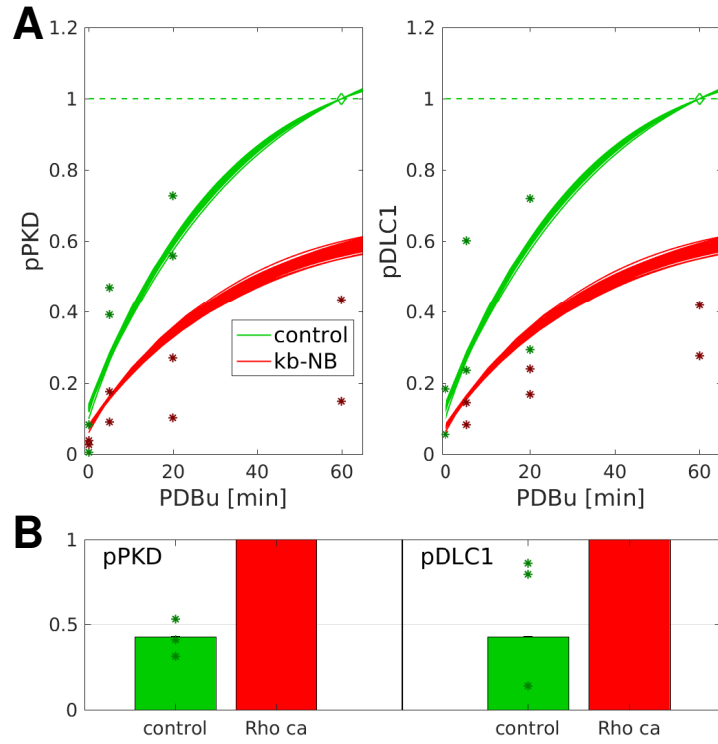 A
1.2
1
0.8
0.6
0.4
0.2
0
pPKD
control
kb-NB
0
20
40
60
PDBu [min]
1.2
1
0.8
0.6
0.4
0.2
0
pDLC1
0
20
40
60
PDBu [min]
B
1
0.5
0
pPKD
pDLC1
control
Rho ca
control
Rho ca